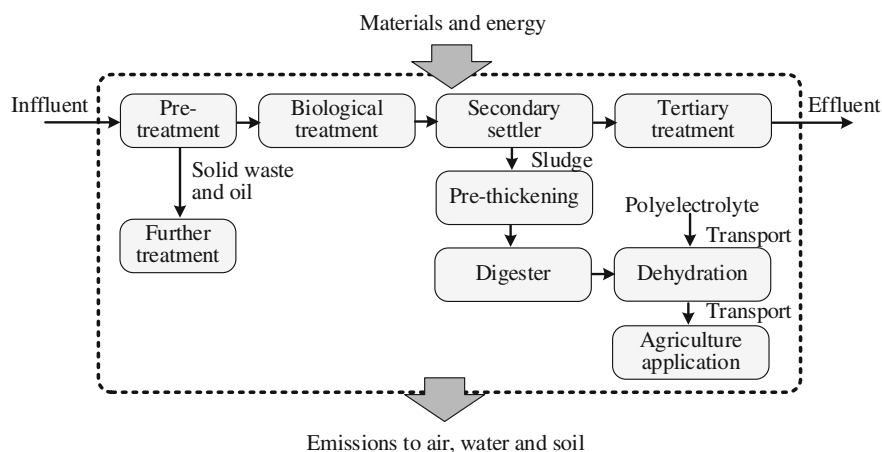 Materials and energy
Inffluent
Pre-
treatment
Biological
treatment
Secondary
settler
Tertiary
treatment
Effluent
Solid waste
and oil
Sludge
Pre-thickening
Polyelectrolyte
Transport
Further
treatment
Digester
Dehydration
Transport
Agriculture
application
Emissions to air, water and soil